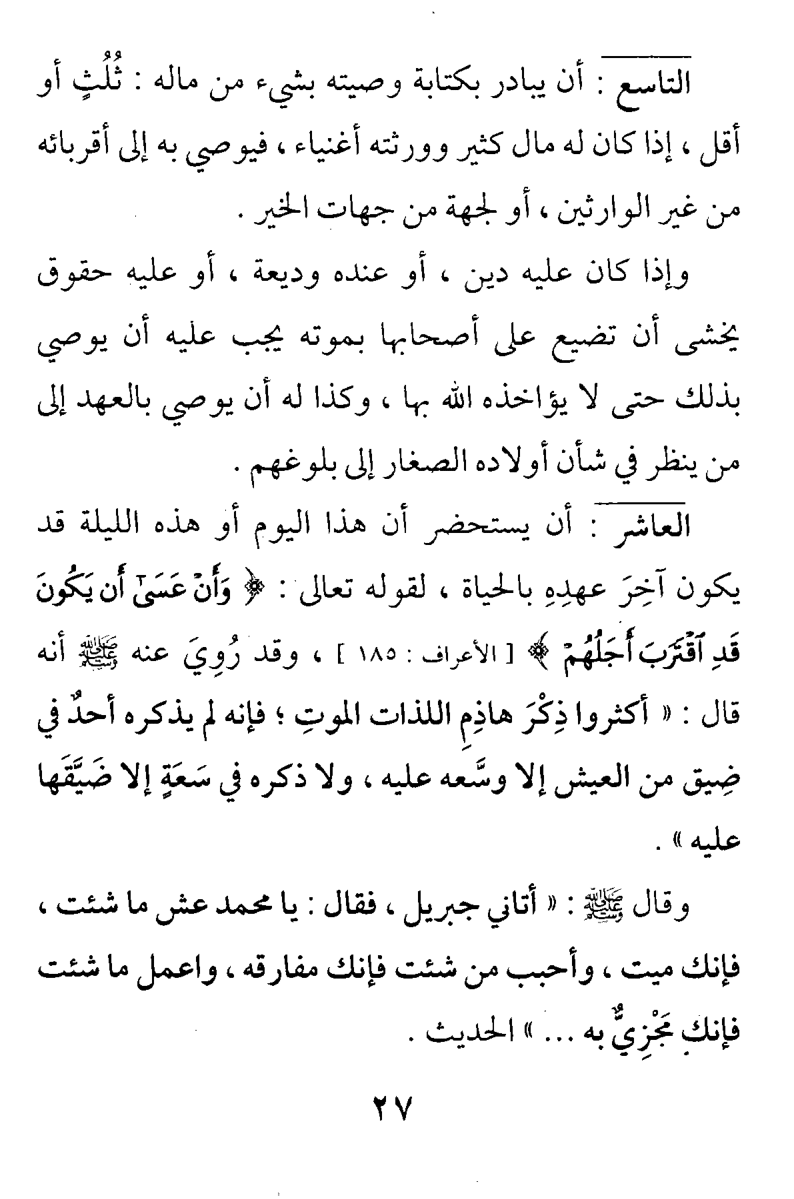 التاسع : أن يبادر بكتابة وصيته بشيء من ماله : ثُلُثٍ أو
أقل ، إذا كان له مال كثير وورثته أغنياء ، فيوصي به إلى أقربائه
من غير الوارثين ، أو لجهة من جهات الخير .
وإذا كان عليه دين ، أو عنده وديعة ، أو عليه حقوق
يخشى أن تضيع على أصحابها بموته يجب عليه أن يوصي
بذلك حتى لا يؤاخذه الله بها ، وكذا له أن يوصي بالعهد إلى
من ينظر في شأن أولاده الصغار إلى بلوغهم .
العاشر : أن يستحضر أن هذا اليوم أو هذه الليلة قد
يكون آخِرَ عهدِهِ بالحياة ، لقوله تعالى : ﴿ وَأَنْ عَسَىٰٓ أَن يَكُونَ
قَدِ ٱقْتَرَبَ أَجَلُهُمْ ﴾ [ الأعراف : ١٨٥ ] ، وقد رُوِيَ عنه ﷺ أنه
قال : « أكثروا ذِكْرَ هاذِمِ اللذات الموتِ ؛ فإنه لم يذكره أحدٌ في
ضِيق من العيش إلا وسَّعه عليه ، ولا ذكره في سَعَةٍ إلا ضَيَّقَها
عليه » .
وقال ﷺ : « أتاني جبريل ، فقال : يا محمد عش ما شئت ،
فإنك ميت ، وأحبب من شئت فإنك مفارقه ، واعمل ما شئت
فإنك مَجْزِيٌّ به ... » الحديث .
٢٧